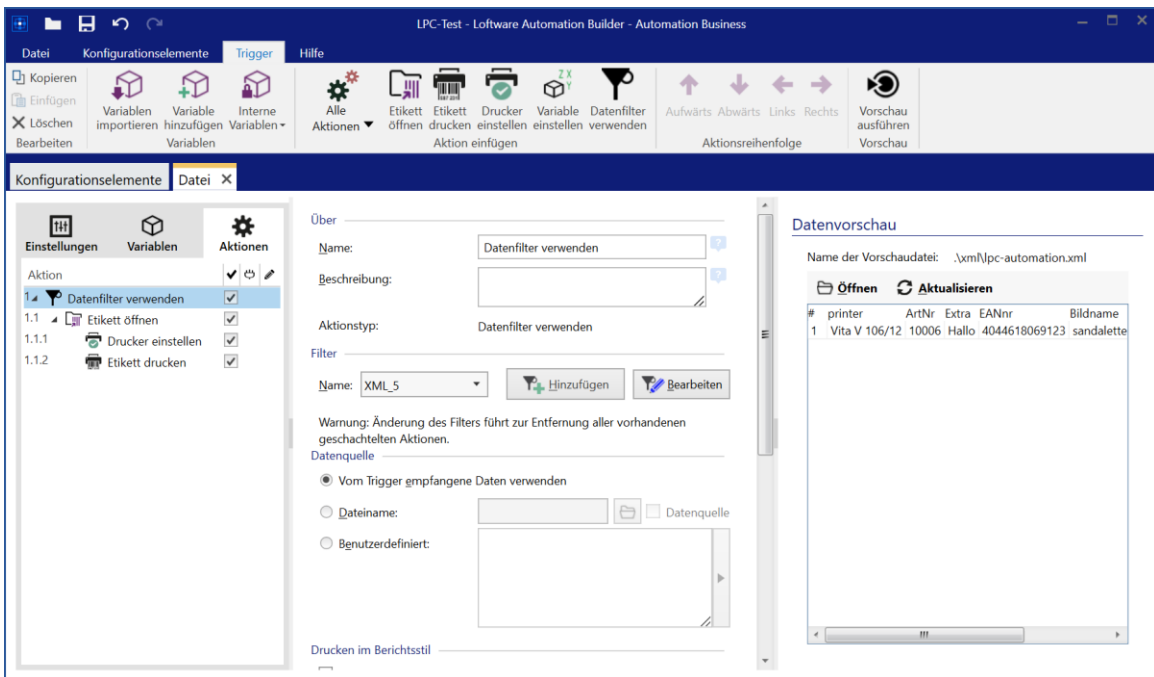 LPC-Test - Loftware Automation Builder - Automation Business
Datei Konfigurationselemente Trigger Hilfe
Kopieren
Einfügen
Löschen
Bearbeiten
Variablen importieren
Variable hinzufügen
Interne Variablen
Variablen
Alle Aktionen
Etikett öffnen
Etikett drucken
Drucker einstellen
Variable einstellen
Datenfilter verwenden
Aktion einfügen
Aufwärts Abwärts Links Rechts
Aktionsreihenfolge
Vorschau ausführen
Vorschau
Konfigurationselemente Datei
Einstellungen Variablen Aktionen
Aktion
1 Datenfilter verwenden
1.1 Etikett öffnen
1.1.1 Drucker einstellen
1.1.2 Etikett drucken
Über
Name: Datenfilter verwenden
Beschreibung:
Aktionstyp: Datenfilter verwenden
Filter
Name: XML_5 Hinzufügen Bearbeiten
Warnung: Änderung des Filters führt zur Entfernung aller vorhandenen
geschachtelten Aktionen.
Datenquelle
Vom Trigger empfangene Daten verwenden
Dateiname: Datenquelle
Benutzerdefiniert:
Drucken im Berichtsstil
Datenvorschau
Name der Vorschaudatei: .\xml\lpc-automation.xml
Öffnen Aktualisieren
# printer ArtNr Extra EANnr Bildname
1 Vita V 106/12 10006 Hallo 4044618069123 sandalette